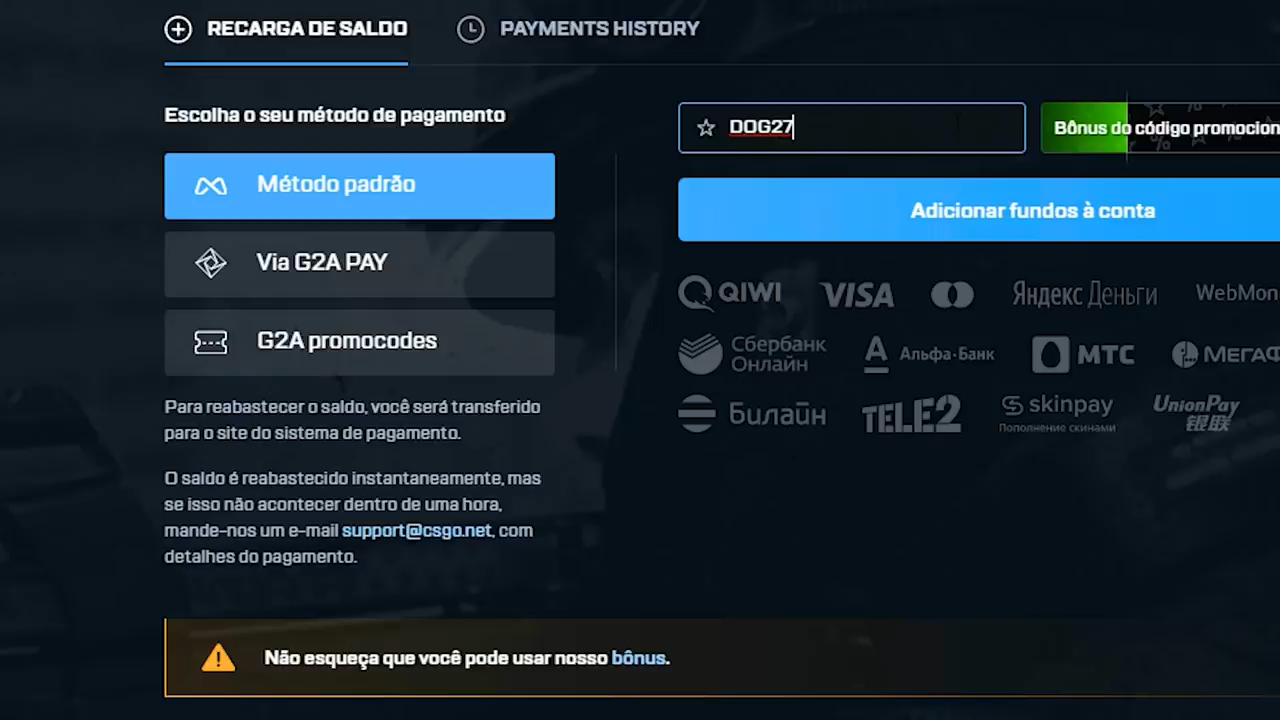 RECARGA DE SALDO
PAYMENTS HISTORY
Escolha o seu método de pagamento
Método padrão
Via G2A PAY
G2A promocodes
Para reabastecer o saldo, você será transferido
para o site do sistema de pagamento.
O saldo é reabastecido instantaneamente, mas
se isso não acontecer dentro de uma hora,
mande-nos um e-mail support@csgo.net, com
detalhes do pagamento.
DOG27
Bônus do código promocion
Adicionar fundos à conta
QIWI VISA Яндекс Деньги WebMon
Сбербанк
Онлайн
Альфа·Банк МТС МЕГАФ
Билайн TELE2
skinpay
Пополнение скинами
UnionPay
银联
Não esqueça que você pode usar nosso bônus.